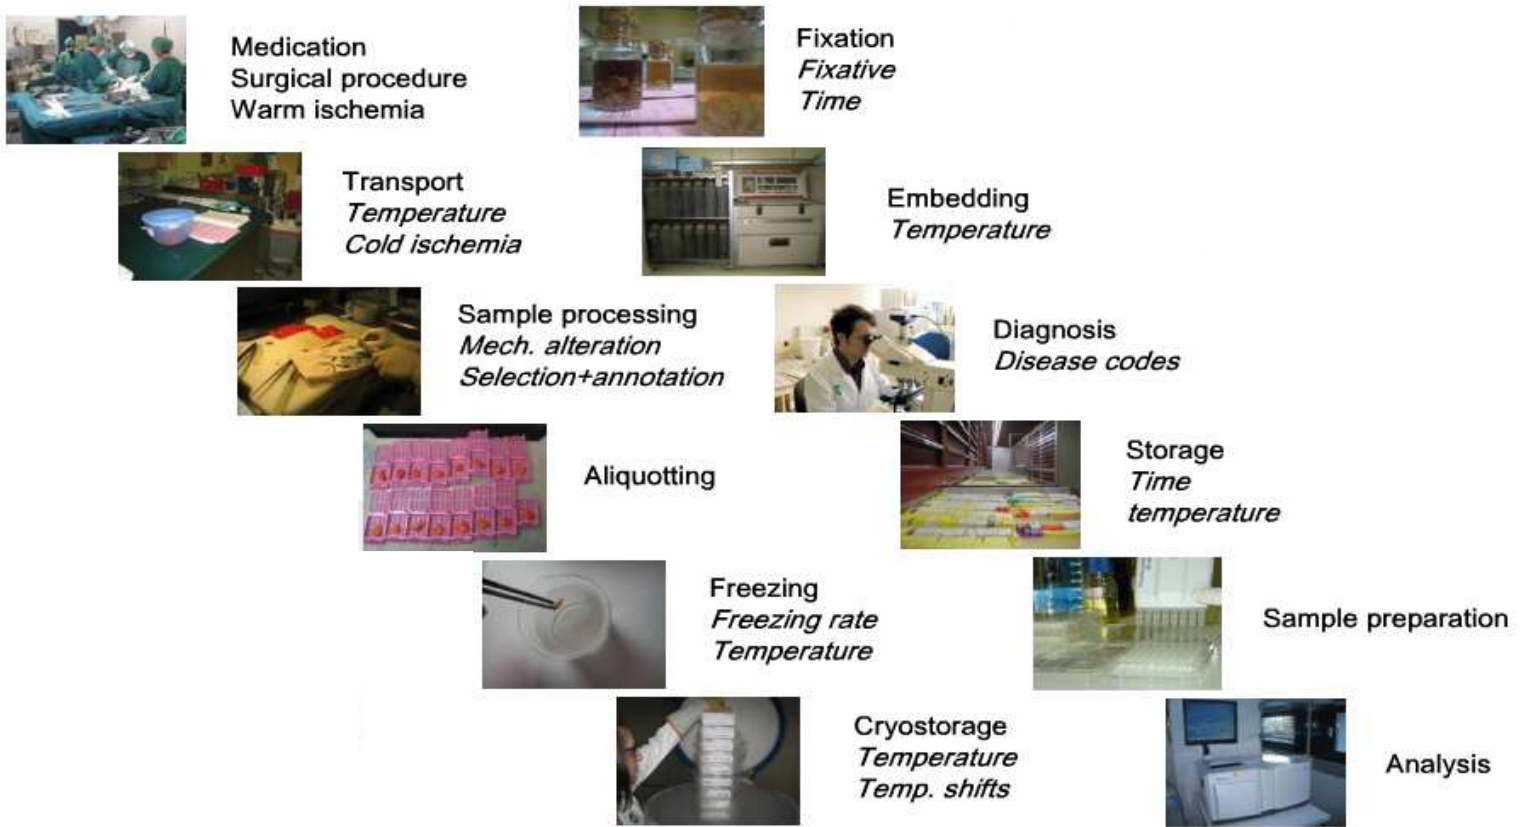 Medication
Surgical procedure
Warm ischemia
Transport
Temperature
Cold ischemia
Sample processing
Mech. alteration
Selection+annotation
Aliquotting
Freezing
Freezing rate
Temperature
Cryostorage
Temperature
Temp. shifts
Fixation
Fixative
Time
Embedding
Temperature
Diagnosis
Disease codes
Storage
Time
temperature
Sample preparation
Analysis